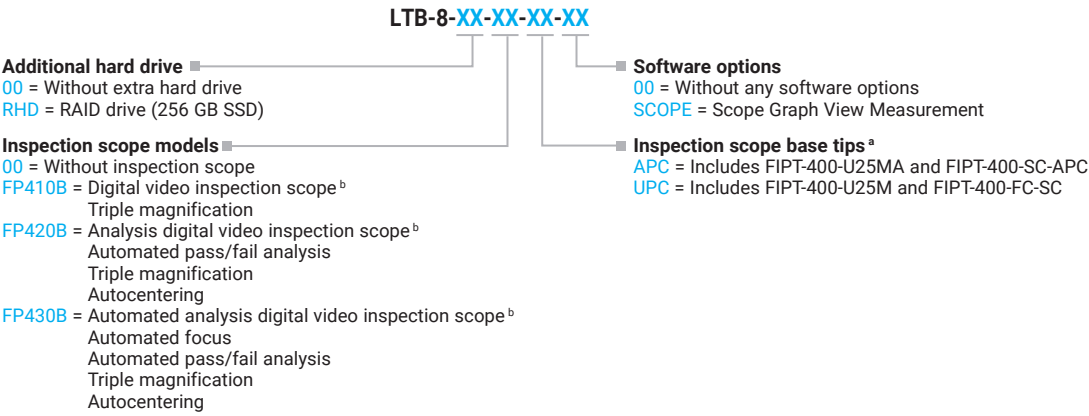 LTB-8-XX-XX-XX-XX
Additional hard drive
00 = Without extra hard drive
RHD = RAID drive (256 GB SSD)
Inspection scope models
00 = Without inspection scope
FP410B = Digital video inspection scope b
Triple magnification
FP420B = Analysis digital video inspection scope b
Automated pass/fail analysis
Triple magnification
Autocentering
FP430B = Automated analysis digital video inspection scope b
Automated focus
Automated pass/fail analysis
Triple magnification
Autocentering
Software options
00 = Without any software options
SCOPE = Scope Graph View Measurement
Inspection scope base tips a
APC = Includes FIPT-400-U25MA and FIPT-400-SC-APC
UPC = Includes FIPT-400-U25M and FIPT-400-FC-SC